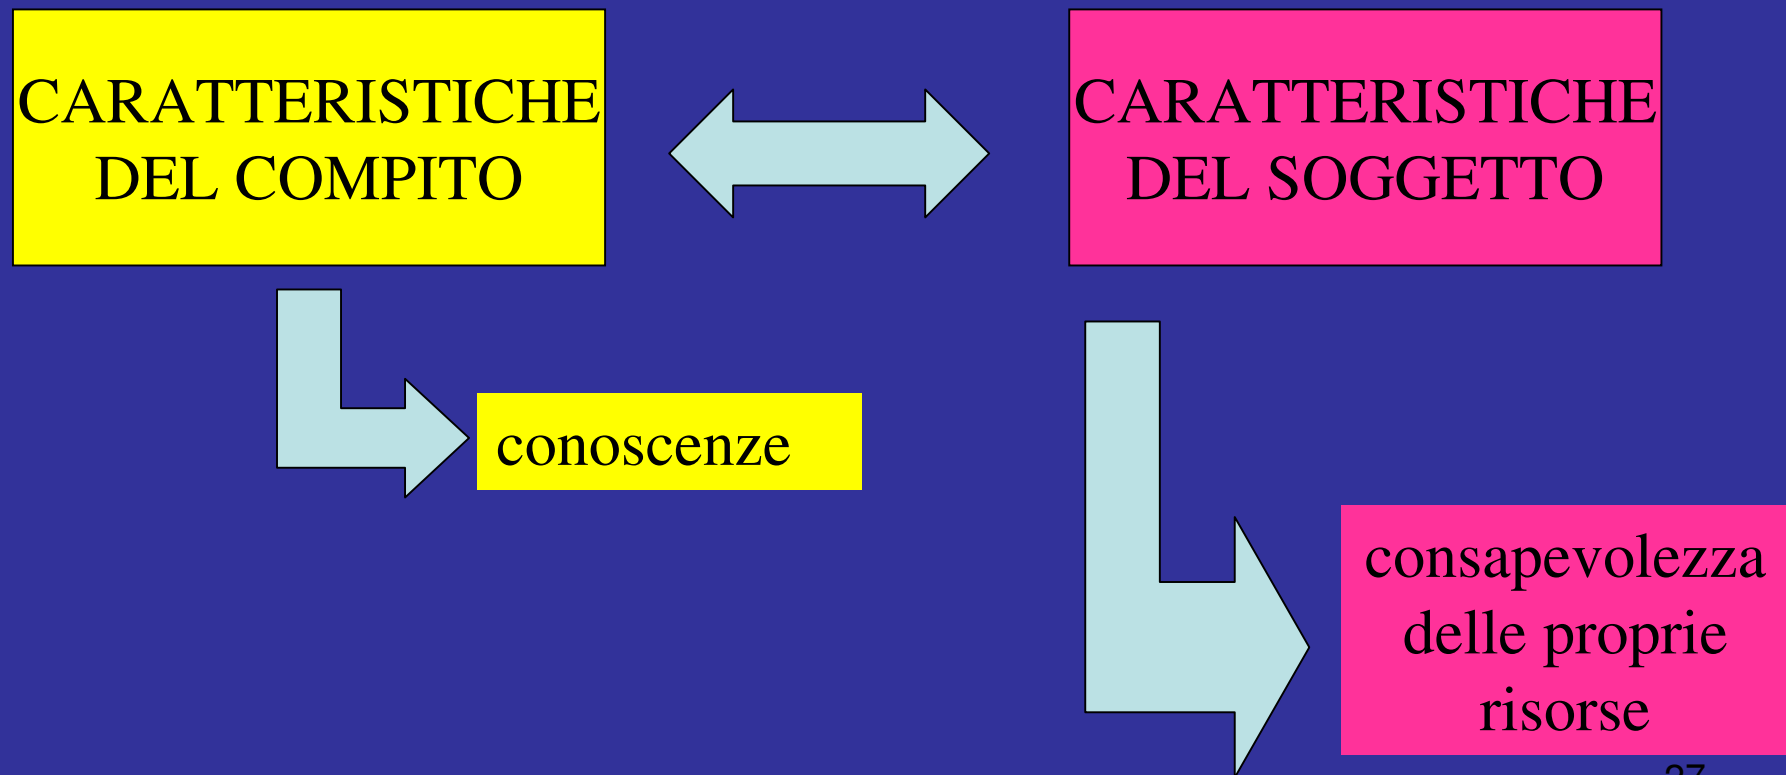 CARATTERISTICHE
DEL COMPITO
CARATTERISTICHE
DEL SOGGETTO
conoscenze
consapevolezza
delle proprie
risorse